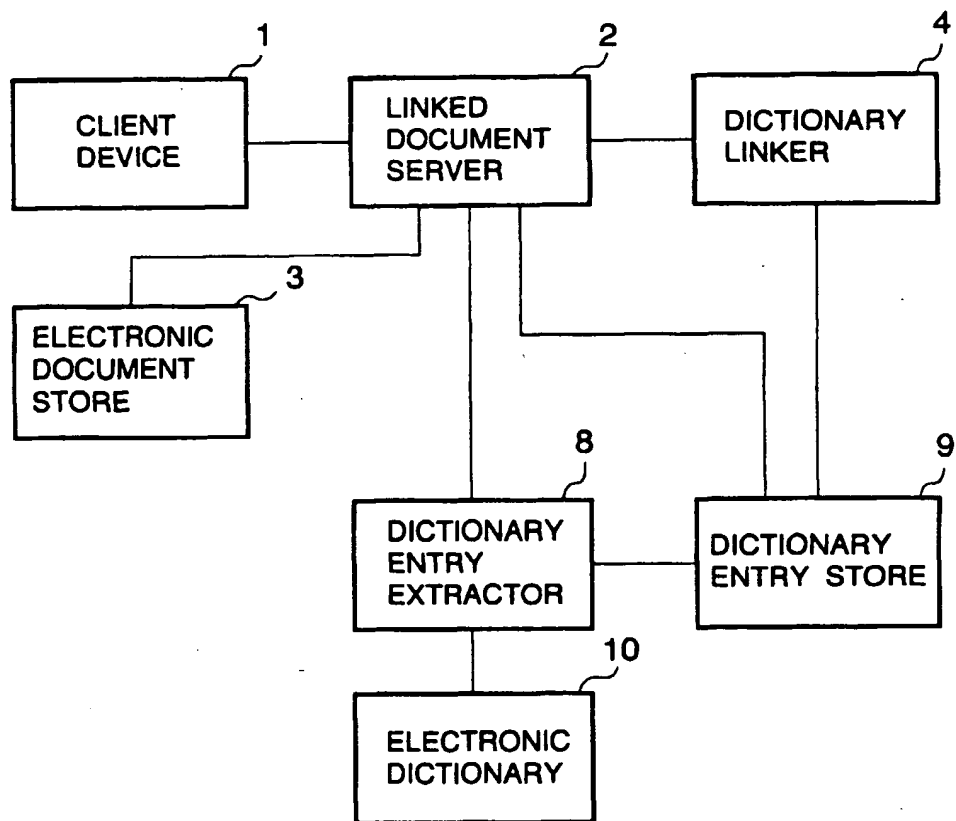 1
CLIENT
DEVICE
2
LINKED
DOCUMENT
SERVER
4
DICTIONARY
LINKER
3
ELECTRONIC
DOCUMENT
STORE
8
DICTIONARY
ENTRY
EXTRACTOR
9
DICTIONARY
ENTRY STORE
10
ELECTRONIC
DICTIONARY